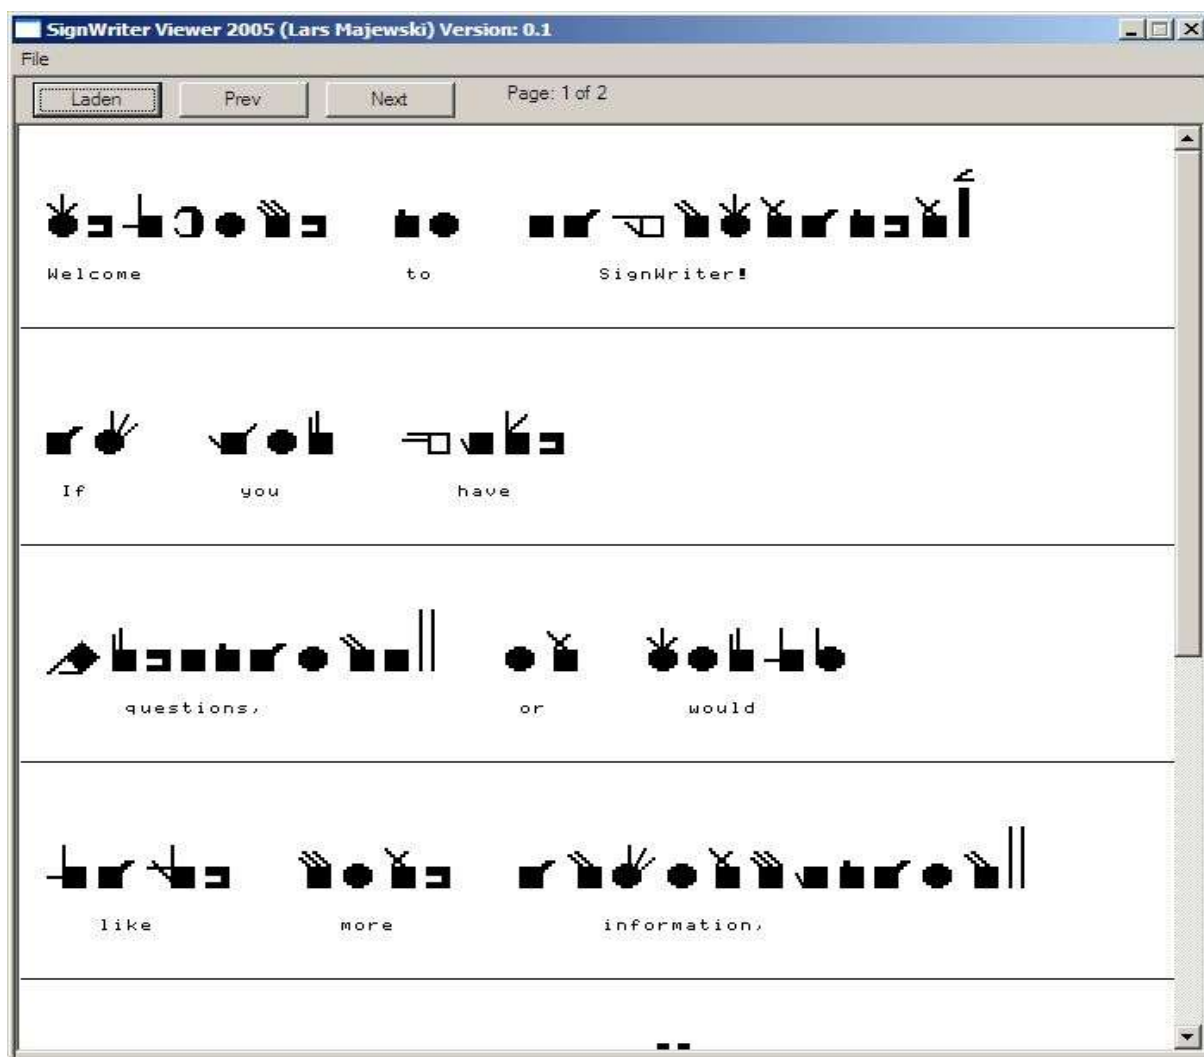 SignWriter Viewer 2005 (Lars Majewski) Version: 0.1
File
Laden Prev Next Page: 1 of 2
Welcome to SignWriter!
If you have
questions, or would
like more information,